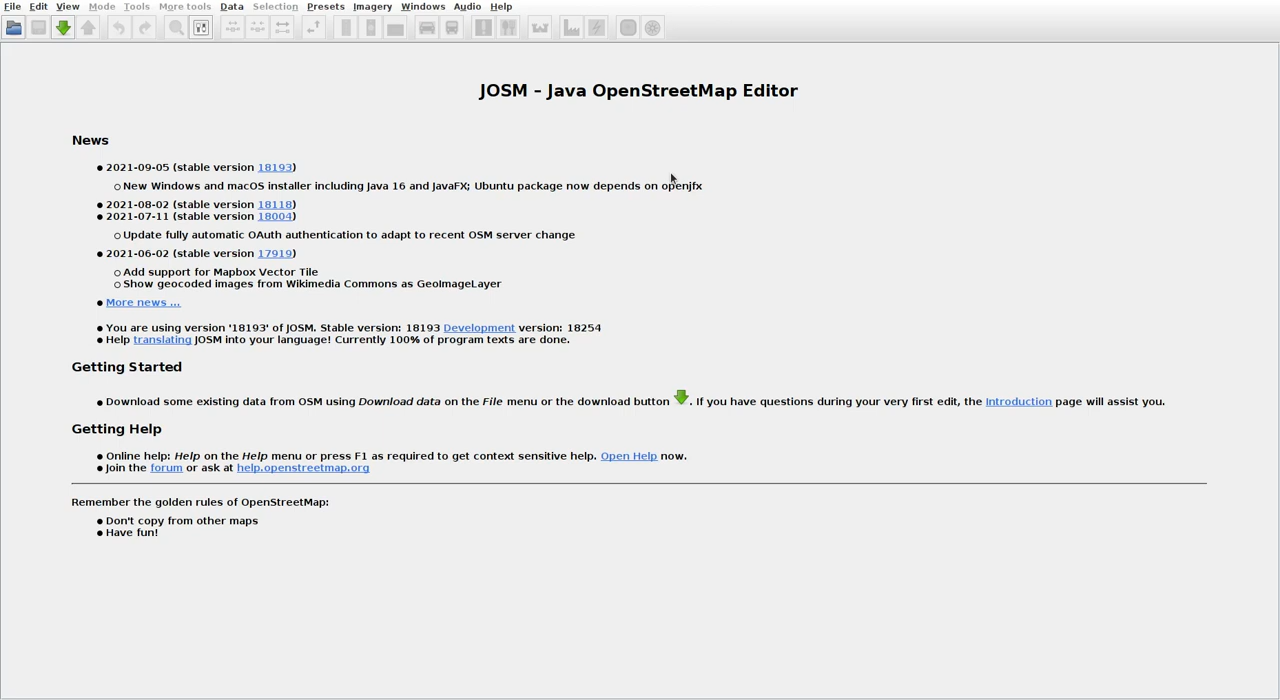 File Edit View Mode Tools More tools Data Selection Presets Imagery Windows Audio Help
JOSM – Java OpenStreetMap Editor
News
2021-09-05 (stable version 18193)
New Windows and macOS installer including Java 16 and JavaFX; Ubuntu package now depends on openjfx
2021-08-02 (stable version 18118)
2021-07-11 (stable version 18004)
Update fully automatic OAuth authentication to adapt to recent OSM server change
2021-06-02 (stable version 17919)
Add support for Mapbox Vector Tile
Show geocoded images from Wikimedia Commons as GeoImageLayer
More news ...
You are using version '18193' of JOSM. Stable version: 18193 Development version: 18254
Help translating JOSM into your language! Currently 100% of program texts are done.
Getting Started
Download some existing data from OSM using Download data on the File menu or the download button . If you have questions during your very first edit, the Introduction page will assist you.
Getting Help
Online help: Help on the Help menu or press F1 as required to get context sensitive help. Open Help now.
Join the forum or ask at help.openstreetmap.org
Remember the golden rules of OpenStreetMap:
Don't copy from other maps
Have fun!